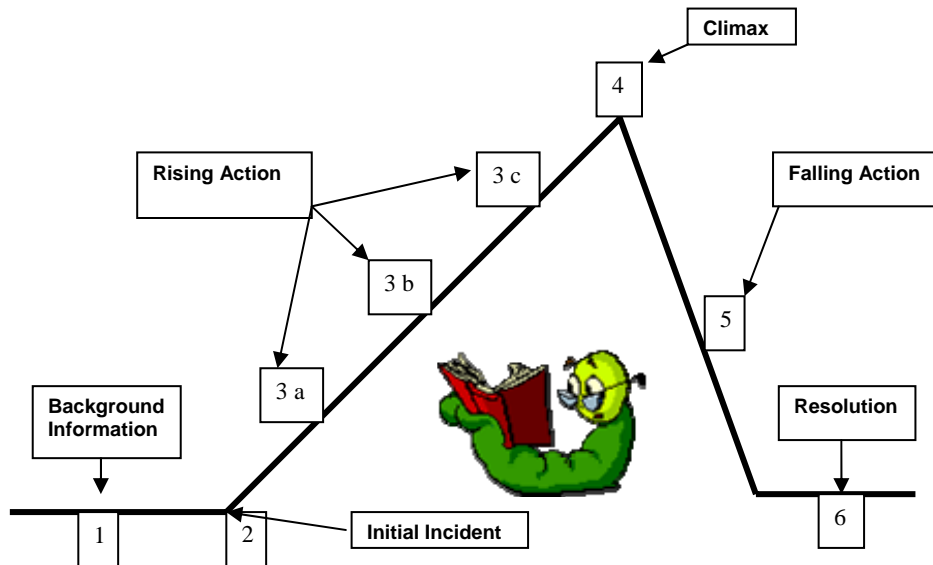 Climax
4
Rising Action
3 c
Falling Action
3 b
5
3 a
Background
Information
Resolution
1
2
Initial Incident
6